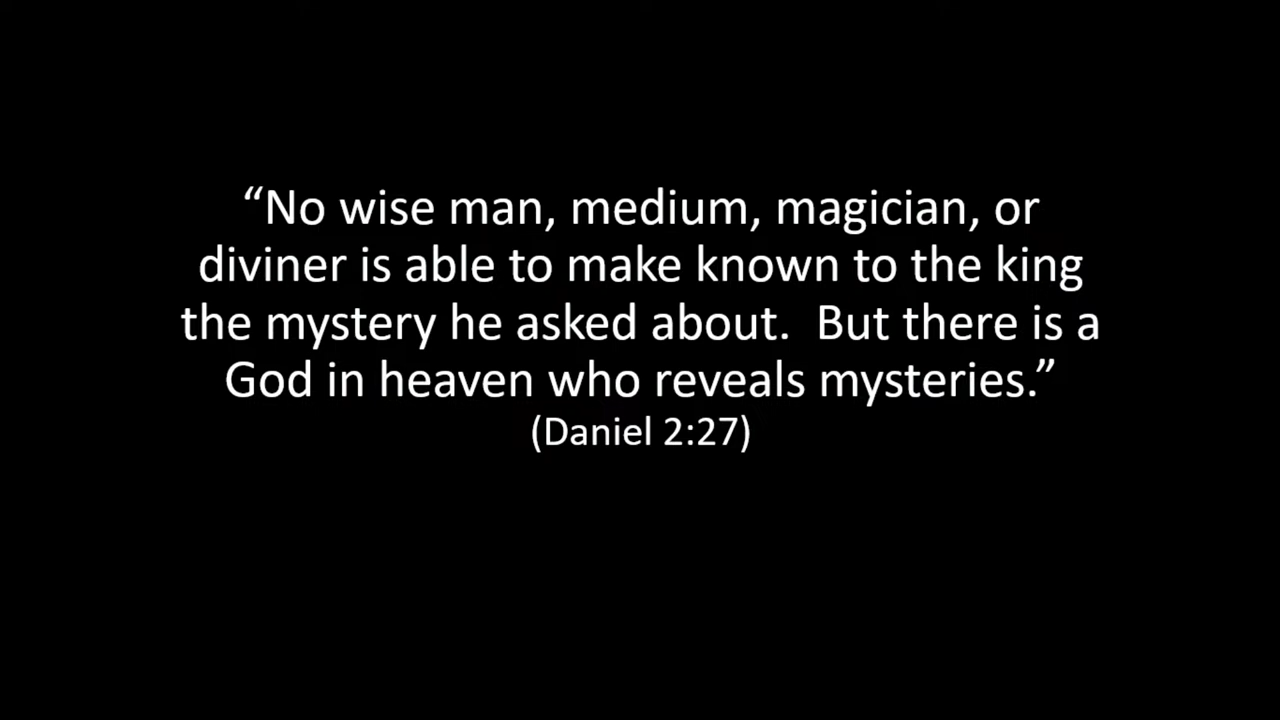 “No wise man, medium, magician, or
diviner is able to make known to the king
the mystery he asked about.  But there is a
God in heaven who reveals mysteries.”
(Daniel 2:27)